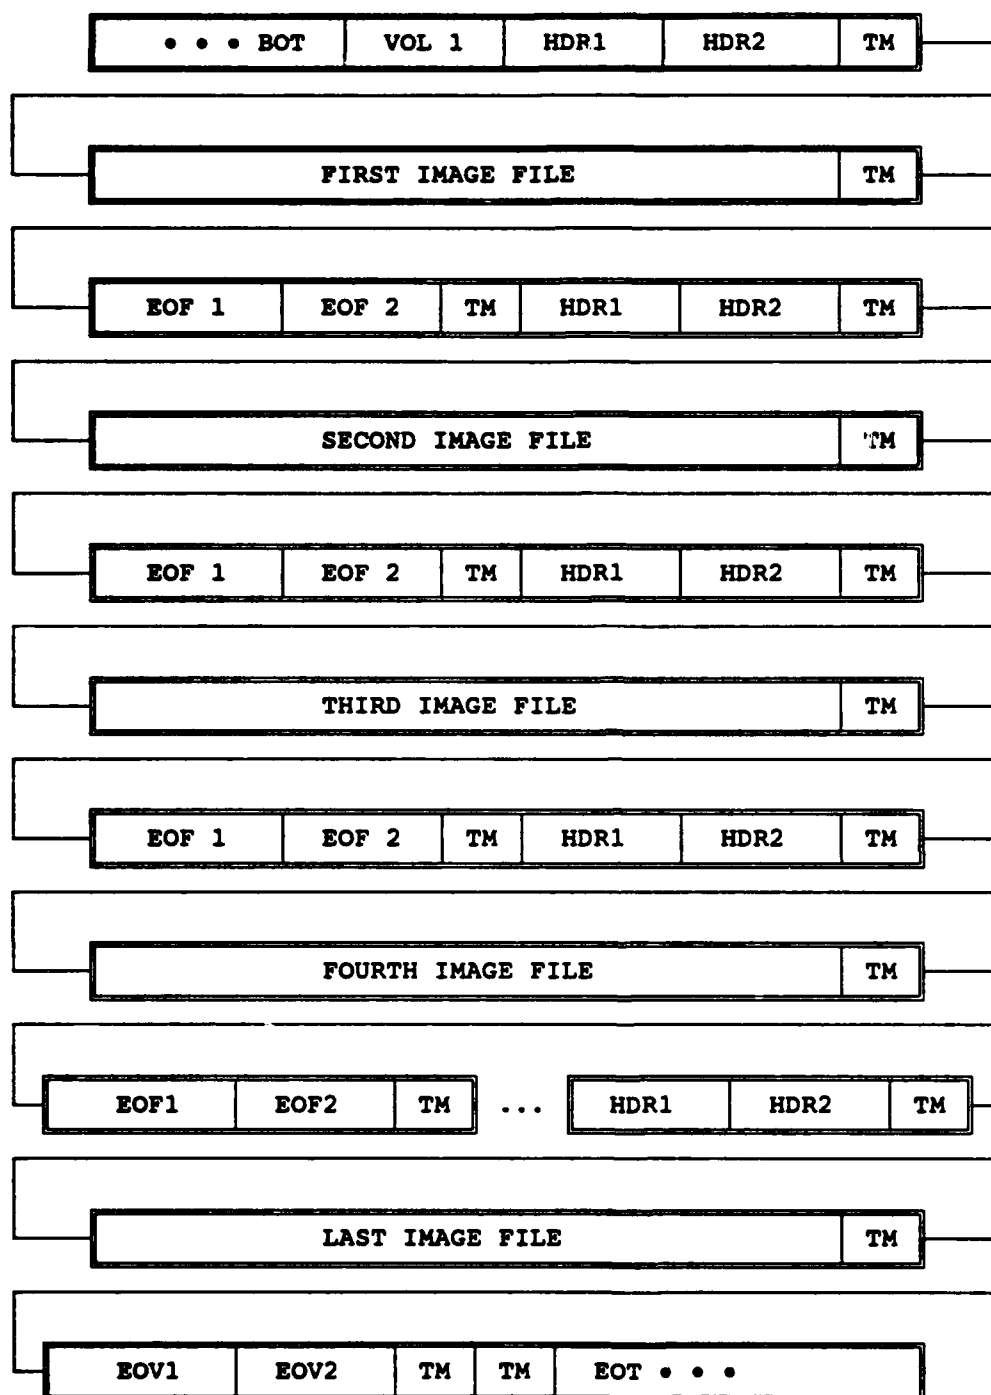 • • • BOT VOL 1 HDR1 HDR2 TM
FIRST IMAGE FILE TM
EOF 1 EOF 2 TM HDR1 HDR2 TM
SECOND IMAGE FILE TM
EOF 1 EOF 2 TM HDR1 HDR2 TM
THIRD IMAGE FILE TM
EOF 1 EOF 2 TM HDR1 HDR2 TM
FOURTH IMAGE FILE TM
EOF1 EOF2 TM ... HDR1 HDR2 TM
LAST IMAGE FILE TM
EOV1 EOV2 TM TM EOT • • •